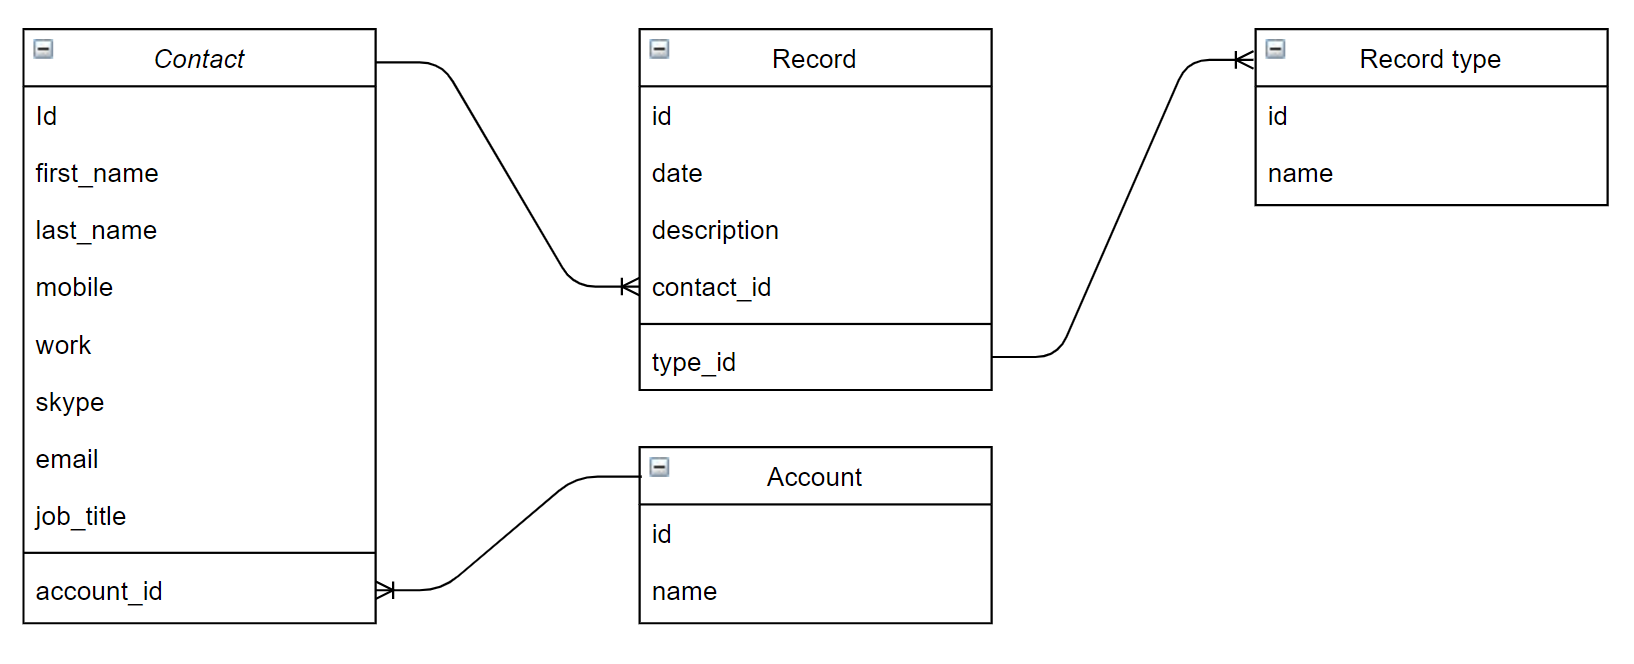 Contact
Id
first_name
last_name
mobile
work
skype
email
job_title
account_id
Record
id
date
description
contact_id
type_id
Account
id
name
Record type
id
name